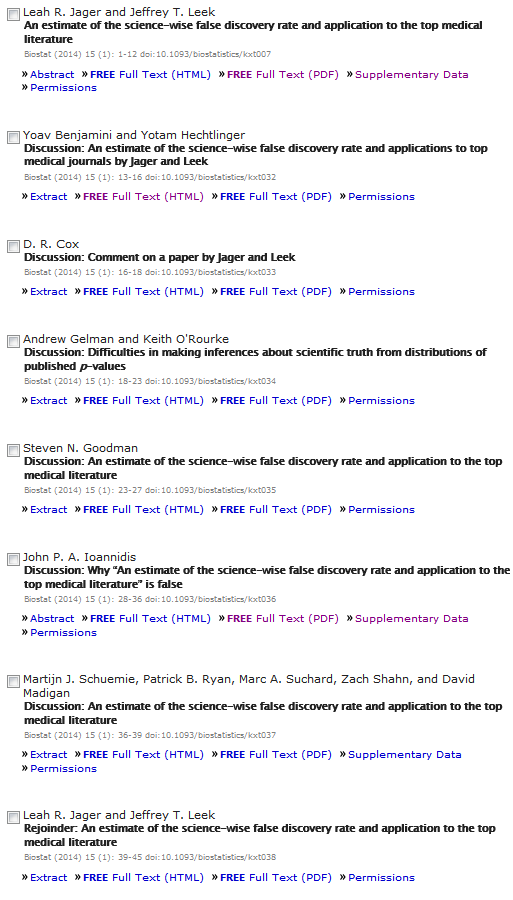 Leah R. Jager and Jeffrey T. Leek
An estimate of the science-wise false discovery rate and application to the top medical
literature
Biostat (2014) 15 (1): 1-12 doi:10.1093/biostatistics/kxt007
» Abstract » FREE Full Text (HTML) » FREE Full Text (PDF) » Supplementary Data
» Permissions
Yoav Benjamini and Yotam Hechtlinger
Discussion: An estimate of the science-wise false discovery rate and applications to top
medical journals by Jager and Leek
Biostat (2014) 15 (1): 13-16 doi:10.1093/biostatistics/kxt032
» Extract » FREE Full Text (HTML) » FREE Full Text (PDF) » Permissions
D. R. Cox
Discussion: Comment on a paper by Jager and Leek
Biostat (2014) 15 (1): 16-18 doi:10.1093/biostatistics/kxt033
» Extract » FREE Full Text (HTML) » FREE Full Text (PDF) » Permissions
Andrew Gelman and Keith O'Rourke
Discussion: Difficulties in making inferences about scientific truth from distributions of
published p-values
Biostat (2014) 15 (1): 18-23 doi:10.1093/biostatistics/kxt034
» Extract » FREE Full Text (HTML) » FREE Full Text (PDF) » Permissions
Steven N. Goodman
Discussion: An estimate of the science-wise false discovery rate and application to the top
medical literature
Biostat (2014) 15 (1): 23-27 doi:10.1093/biostatistics/kxt035
» Extract » FREE Full Text (HTML) » FREE Full Text (PDF) » Permissions
John P. A. Ioannidis
Discussion: Why “An estimate of the science-wise false discovery rate and application to the
top medical literature” is false
Biostat (2014) 15 (1): 28-36 doi:10.1093/biostatistics/kxt036
» Abstract » FREE Full Text (HTML) » FREE Full Text (PDF) » Supplementary Data
» Permissions
Martijn J. Schuemie, Patrick B. Ryan, Marc A. Suchard, Zach Shahn, and David
Madigan
Discussion: An estimate of the science-wise false discovery rate and application to the top
medical literature
Biostat (2014) 15 (1): 36-39 doi:10.1093/biostatistics/kxt037
» Extract » FREE Full Text (HTML) » FREE Full Text (PDF) » Supplementary Data
» Permissions
Leah R. Jager and Jeffrey T. Leek
Rejoinder: An estimate of the science-wise false discovery rate and application to the top
medical literature
Biostat (2014) 15 (1): 39-45 doi:10.1093/biostatistics/kxt038
» Extract » FREE Full Text (HTML) » FREE Full Text (PDF) » Permissions